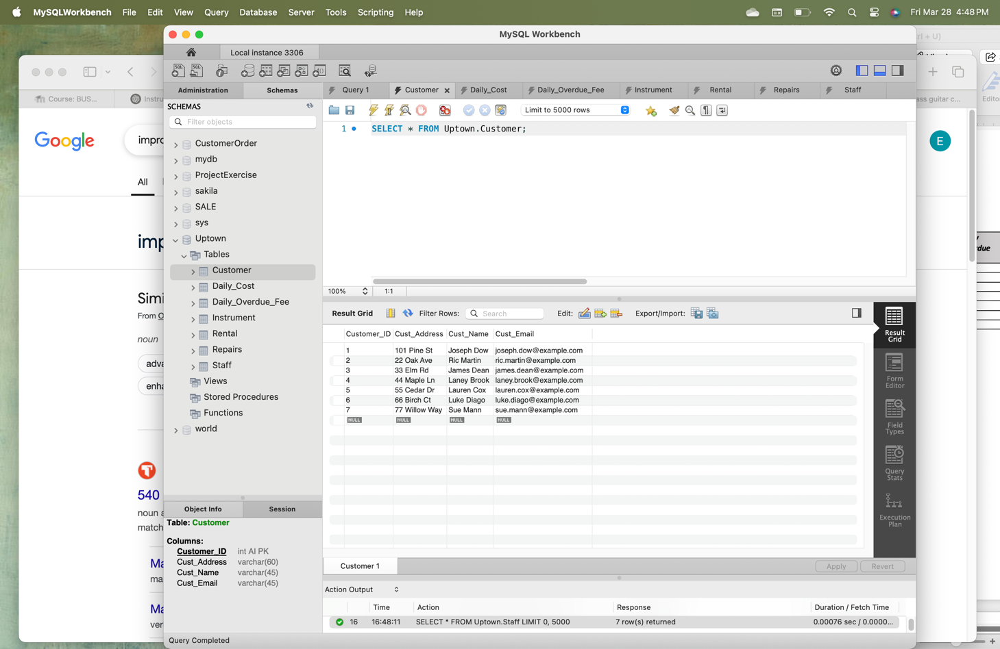 MySQLWorkbench File Edit View Query Database Server Tools Scripting Help Fri Mar 28 4:48 PM
MySQL Workbench
Local instance 3306
Administration Schemas Query 1 Customer Daily_Cost Daily_Overdue_Fee Instrument Rental Repairs Staff
SCHEMAS
Filter objects
Limit to 5000 rows
1 SELECT * FROM Uptown.Customer;
CustomerOrder
mydb
ProjectExercise
sakila
SALE
sys
Uptown
Tables
Customer
Daily_Cost
Daily_Overdue_Fee
Instrument
Rental
Repairs
Staff
Views
Stored Procedures
Functions
world
100% 1:1
Result Grid Filter Rows: Search Edit: Export/Import:
Customer_ID Cust_Address Cust_Name Cust_Email
1 101 Pine St Joseph Dow joseph.dow@example.com
2 22 Oak Ave Ric Martin ric.martin@example.com
3 33 Elm Rd James Dean james.dean@example.com
4 44 Maple Ln Laney Brook laney.brook@example.com
5 55 Cedar Dr Lauren Cox lauren.cox@example.com
6 66 Birch Ct Luke Diago luke.diago@example.com
7 77 Willow Way Sue Mann sue.mann@example.com
NULL NULL NULL NULL
Result
Grid
Form
Editor
Field
Types
Query
Stats
Execution
Plan
Object Info Session
Table: Customer
Columns:
Customer_ID int AI PK
Cust_Address varchar(60)
Cust_Name varchar(45)
Cust_Email varchar(45)
Customer 1 Apply Revert
Action Output
Time Action Response Duration / Fetch Time
16 16:48:11 SELECT * FROM Uptown.Staff LIMIT 0, 5000 7 row(s) returned 0.00076 sec / 0.0000...
Query Completed
Course: BUS...
Instrum
Google
impro
All
imp
Simi
From O
noun
adva
enha
540
noun a
match
Ma
ma
Ma
ver
rl + U)
ass guitar c...
Edito
E
due